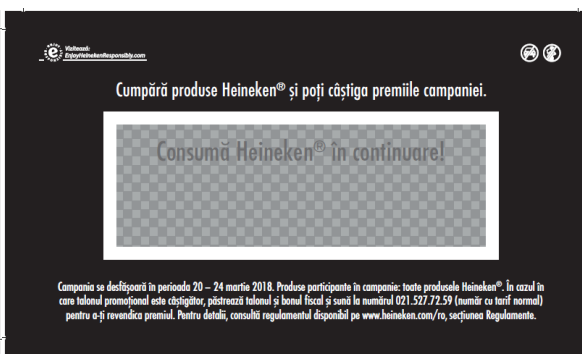 Vizitează:
EnjoyHeinekenResponsibly.com
Cumpără produse Heineken® și poți câștiga premiile campaniei.
Consumă Heineken® în continuare!
Campania se desfășoară în perioada 20 – 24 martie 2018. Produse participante în campanie: toate produsele Heineken®. În cazul în
care talonul promoțional este câștigător, păstrează talonul și bonul fiscal și sună la numărul 021.527.72.59 (număr cu tarif normal)
pentru a-ți revendica premiul. Pentru detalii, consultă regulamentul disponibil pe www.heineken.com/ro, secțiunea Regulamente.